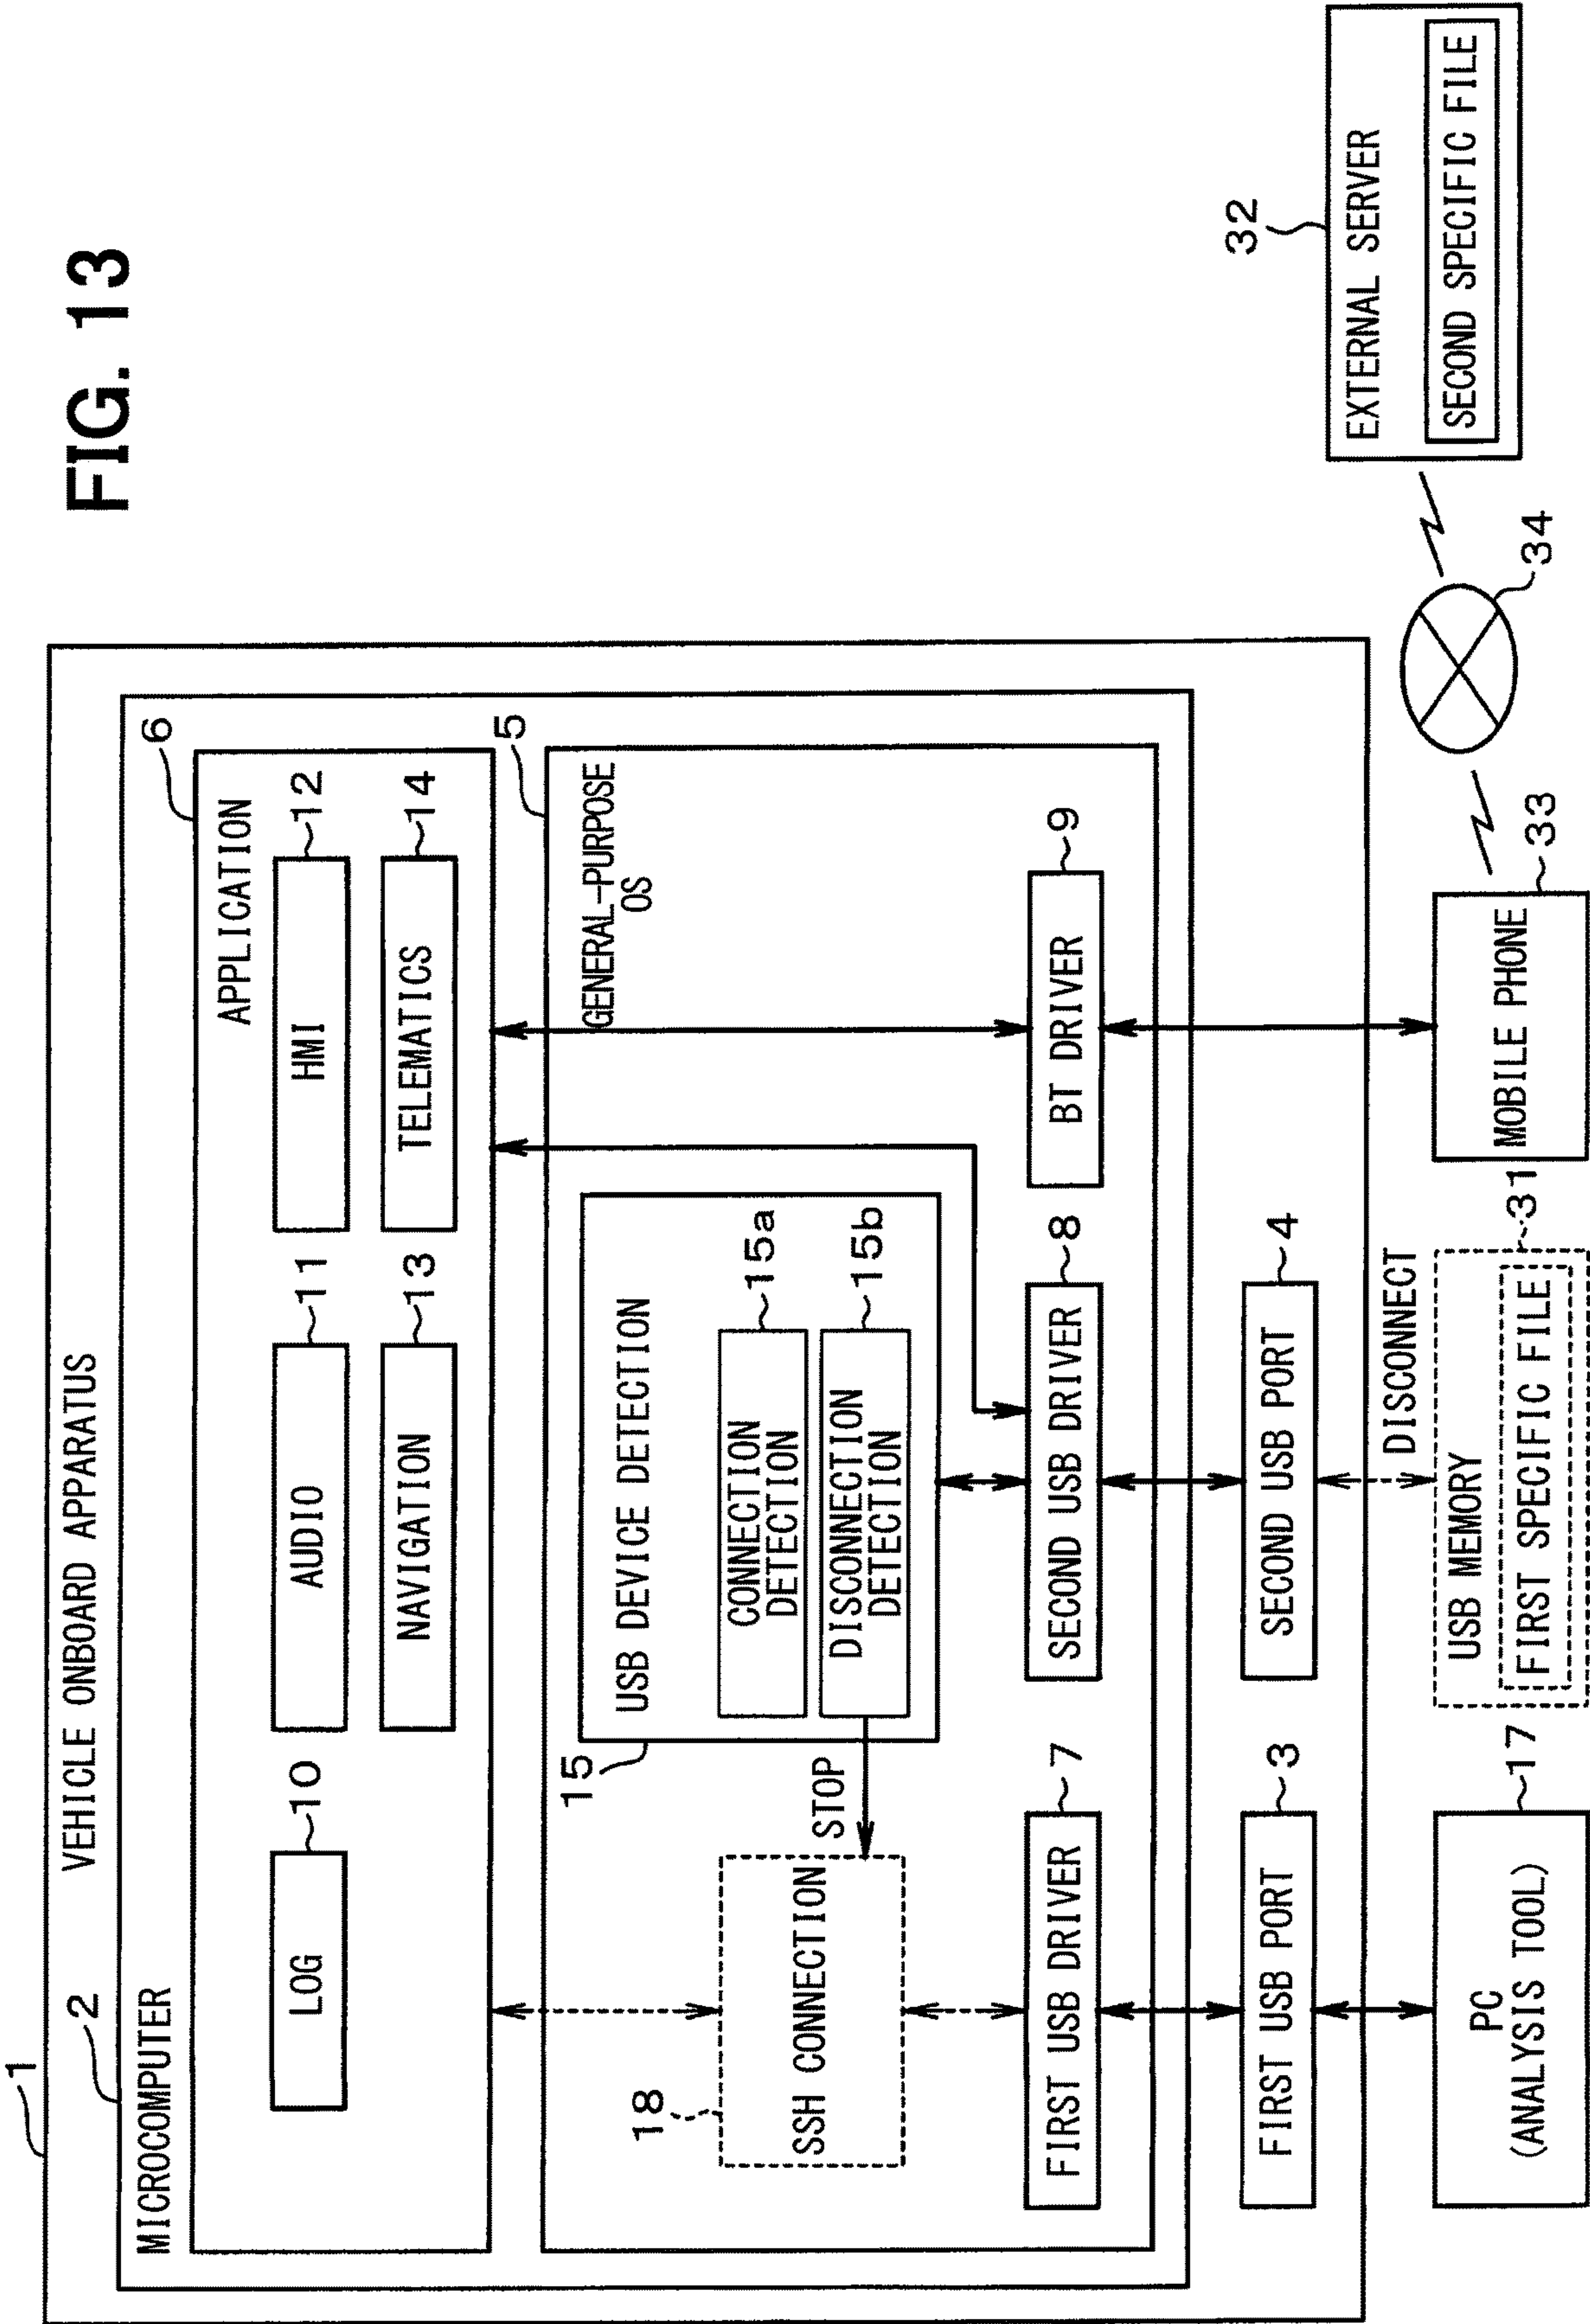 FIG. 13
1
VEHICLE ONBOARD APPARATUS
2
MICROCOMPUTER
6
APPLICATION
10
LOG
11
AUDIO
12
HMI
13
NAVIGATION
14
TELEMATICS
5
GENERAL-PURPOSE
OS
15
USB DEVICE DETECTION
15a
CONNECTION
DETECTION
15b
DISCONNECTION
DETECTION
STOP
18
SSH CONNECTION
7
FIRST USB DRIVER
8
SECOND USB DRIVER
9
BT DRIVER
3
FIRST USB PORT
4
SECOND USB PORT
DISCONNECT
17
PC
(ANALYSIS TOOL)
31
USB MEMORY
FIRST SPECIFIC FILE
33
MOBILE PHONE
34
32
EXTERNAL SERVER
SECOND SPECIFIC FILE